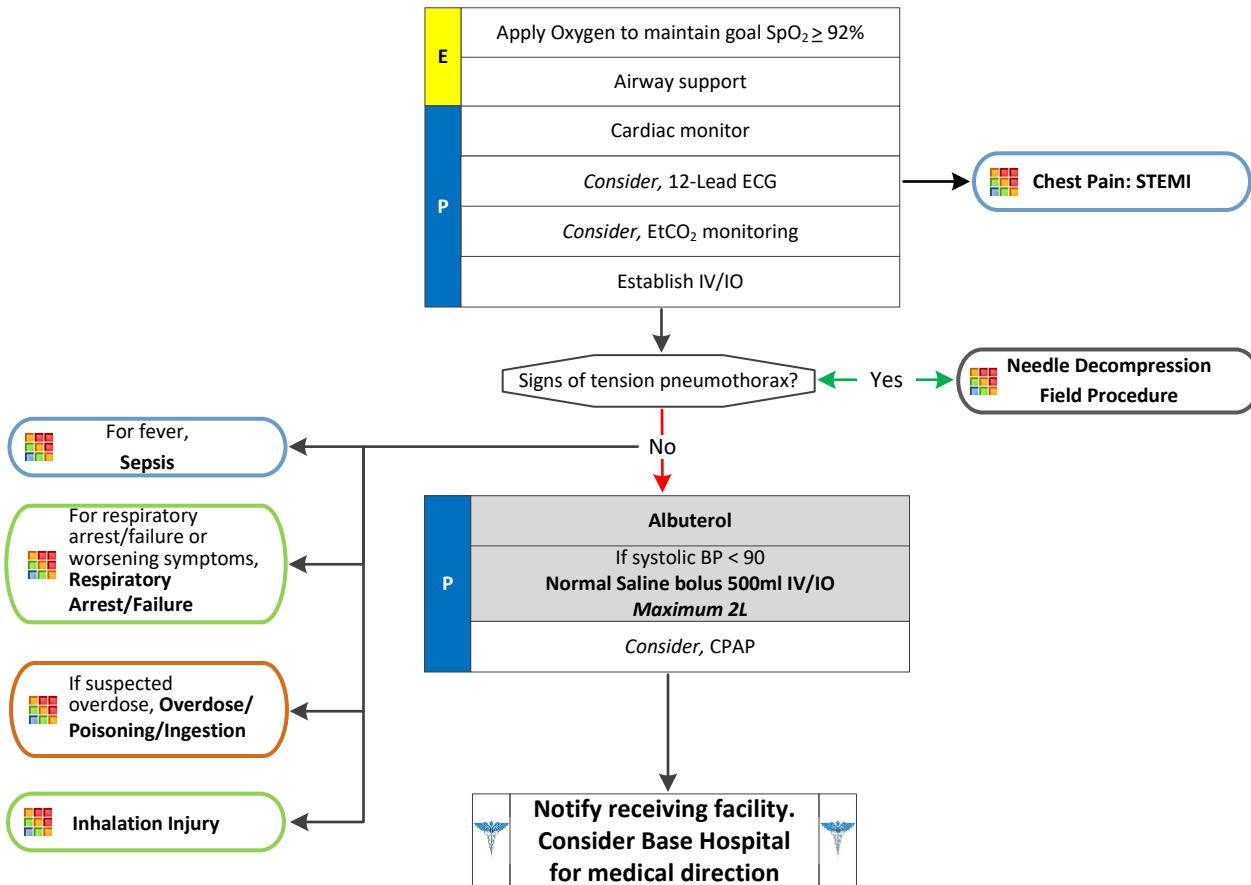 E
Apply Oxygen to maintain goal SpO₂ ≥ 92%
Airway support
P
Cardiac monitor
Consider, 12-Lead ECG
Consider, EtCO₂ monitoring
Establish IV/IO
Chest Pain: STEMI
Signs of tension pneumothorax?
Yes
Needle Decompression
Field Procedure
No
For fever,
Sepsis
For respiratory
arrest/failure or
worsening symptoms,
Respiratory
Arrest/Failure
If suspected
overdose, Overdose/
Poisoning/Ingestion
Inhalation Injury
P
Albuterol
If systolic BP < 90
Normal Saline bolus 500ml IV/IO
Maximum 2L
Consider, CPAP
Notify receiving facility.
Consider Base Hospital
for medical direction